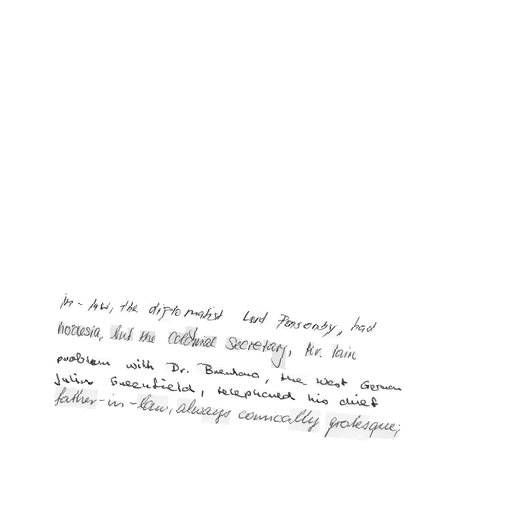 in-law, the diplomatist Lord Ponsonby, had
hodesia, but the Colonial Secretary, Mr. Iain
problem with Dr. Brentano, the West German
Julius Greenfield, telephoned his chief
father-in-law, always comically grotesque;